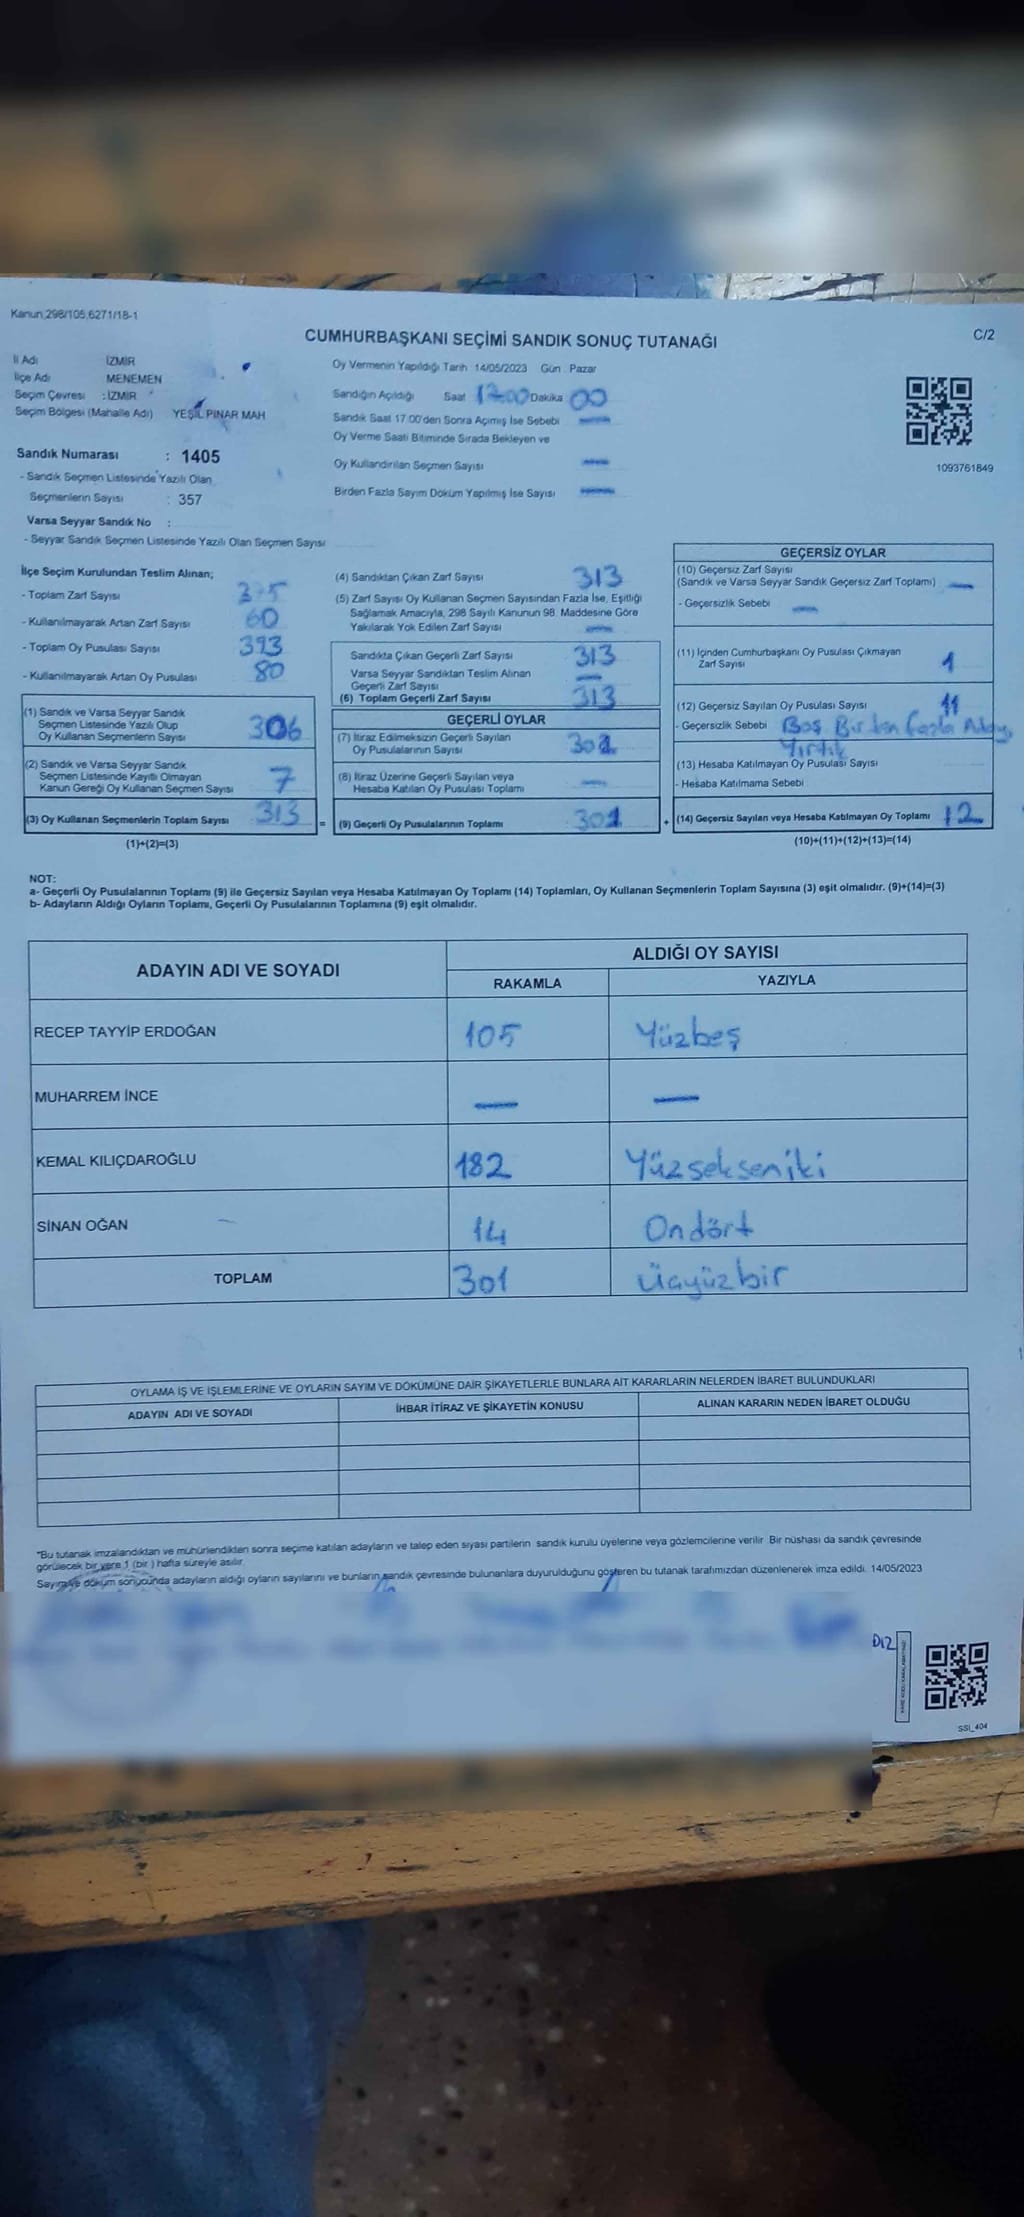 Kanun 298/105,6271/18-1
CUMHURBAŞKANI SEÇİMİ SANDIK SONUÇ TUTANAĞI
C/2
İl Adı İZMİR
İlçe Adı MENEMEN
Seçim Çevresi : İZMİR
Seçim Bölgesi (Mahalle Adı) YEŞİL PINAR MAH
Sandık Numarası : 1405
- Sandık Seçmen Listesinde Yazılı Olan
Seçmenlerin Sayısı : 357
Varsa Seyyar Sandık No :
- Seyyar Sandık Seçmen Listesinde Yazılı Olan Seçmen Sayısı
Oy Vermenin Yapıldığı Tarih 14/05/2023 Gün Pazar
Sandığın Açıldığı Saat 17:00 Dakika 00
Sandık Saat 17:00'den Sonra Açımış İse Sebebi —
Oy Verme Saati Bitiminde Sırada Bekleyen ve
Oy Kullandırılan Seçmen Sayısı —
Birden Fazla Sayım Döküm Yapılmış İse Sayısı —
1093761849
İlçe Seçim Kurulundan Teslim Alınan;
- Toplam Zarf Sayısı
- Kullanılmayarak Artan Zarf Sayısı 60
- Toplam Oy Pusulası Sayısı 393
- Kullanılmayarak Artan Oy Pusulası 80
(1) Sandık ve Varsa Seyyar Sandık
Seçmen Listesinde Yazılı Olup
Oy Kullanan Seçmenlerin Sayısı 306
(2) Sandık ve Varsa Seyyar Sandık
Seçmen Listesinde Kayıtlı Olmayan
Kanun Gereği Oy Kullanan Seçmen Sayısı 7
(3) Oy Kullanan Seçmenlerin Toplam Sayısı 313 =
(1)+(2)=(3)
(4) Sandıktan Çıkan Zarf Sayısı 313
(5) Zarf Sayısı Oy Kullanan Seçmen Sayısından Fazla İse, Eşitliği
Sağlamak Amacıyla, 298 Sayılı Kanunun 98. Maddesine Göre
Yakılarak Yok Edilen Zarf Sayısı —
Sandıkta Çıkan Geçerli Zarf Sayısı 313
Varsa Seyyar Sandıktan Teslim Alınan
Geçerli Zarf Sayısı —
(6) Toplam Geçerli Zarf Sayısı 313
GEÇERLİ OYLAR
(7) İtiraz Edilmeksizin Geçerli Sayılan
Oy Pusulalarının Sayısı 301
(8) İtiraz Üzerine Geçerli Sayılan veya
Hesaba Katılan Oy Pusulası Toplamı —
(9) Geçerli Oy Pusulalarının Toplamı 301 +
GEÇERSİZ OYLAR
(10) Geçersiz Zarf Sayısı
(Sandık ve Varsa Seyyar Sandık Geçersiz Zarf Toplamı) —
- Geçersizlik Sebebi —
(11) İçinden Cumhurbaşkanı Oy Pusulası Çıkmayan
Zarf Sayısı 1
(12) Geçersiz Sayılan Oy Pusulası Sayısı 11
- Geçersizlik Sebebi Boş Birden fazla Aday,
Yırtık
(13) Hesaba Katılmayan Oy Pusulası Sayısı
- Hesaba Katılmama Sebebi
(14) Geçersiz Sayılan veya Hesaba Katılmayan Oy Toplamı 12
(10)+(11)+(12)+(13)=(14)
NOT:
a- Geçerli Oy Pusulalarının Toplamı (9) ile Geçersiz Sayılan veya Hesaba Katılmayan Oy Toplamı (14) Toplamları, Oy Kullanan Seçmenlerin Toplam Sayısına (3) eşit olmalıdır. (9)+(14)=(3)
b- Adayların Aldığı Oyların Toplamı, Geçerli Oy Pusulalarının Toplamına (9) eşit olmalıdır.
ADAYIN ADI VE SOYADI ALDIĞI OY SAYISI
RAKAMLA YAZIYLA
RECEP TAYYİP ERDOĞAN 105 Yüzbeş
MUHARREM İNCE — —
KEMAL KILIÇDAROĞLU 182 Yüzsekseniki
SİNAN OĞAN 14 Ondört
TOPLAM 301 Üçyüzbir
OYLAMA İŞ VE İŞLEMLERİNE VE OYLARIN SAYIM VE DÖKÜMÜNE DAİR ŞİKAYETLERLE BUNLARA AİT KARARLARIN NELERDEN İBARET BULUNDUKLARI
ADAYIN ADI VE SOYADI İHBAR İTİRAZ VE ŞİKAYETİN KONUSU ALINAN KARARIN NEDEN İBARET OLDUĞU
"Bu tutanak imzalandıktan ve mühürlendikten sonra seçime katılan adayların ve talep eden siyasi partilerin sandık kurulu üyelerine veya gözlemcilerine verilir. Bir nüshası da sandık çevresinde
görülecek bir yere 1 (bir) hafta süreyle asılır.
Sayım ve döküm sonucunda adayların aldığı oyların sayılarını ve bunların sandık çevresinde bulunanlara duyurulduğunu gösteren bu tutanak tarafımızdan düzenlenerek imza edildi. 14/05/2023
D12
SSI_404